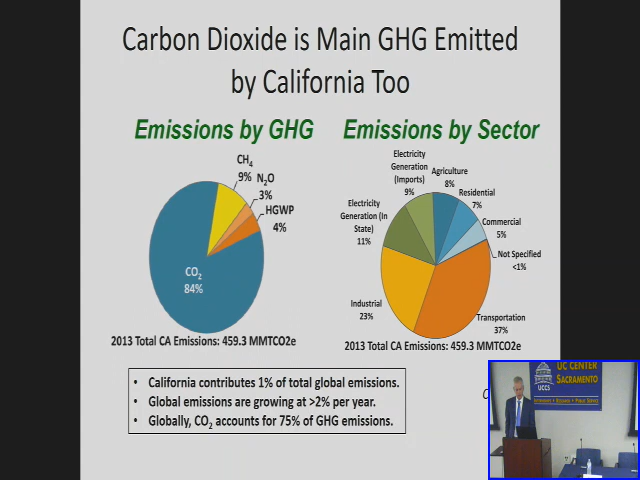 Carbon Dioxide is Main GHG Emitted
by California Too
Emissions by GHG
CH4
9%
N2O
3%
HGWP
4%
CO2
84%
2013 Total CA Emissions: 459.3 MMTCO2e
Emissions by Sector
Electricity
Generation
(Imports)
9%
Agriculture
8%
Residential
7%
Commercial
5%
Not Specified
<1%
Electricity
Generation (In
State)
11%
Industrial
23%
Transportation
37%
2013 Total CA Emissions: 459.3 MMTCO2e
• California contributes 1% of total global emissions.
• Global emissions are growing at >2% per year.
• Globally, CO2 accounts for 75% of GHG emissions.
UC CENTER
SACRAMENTO
UCCS